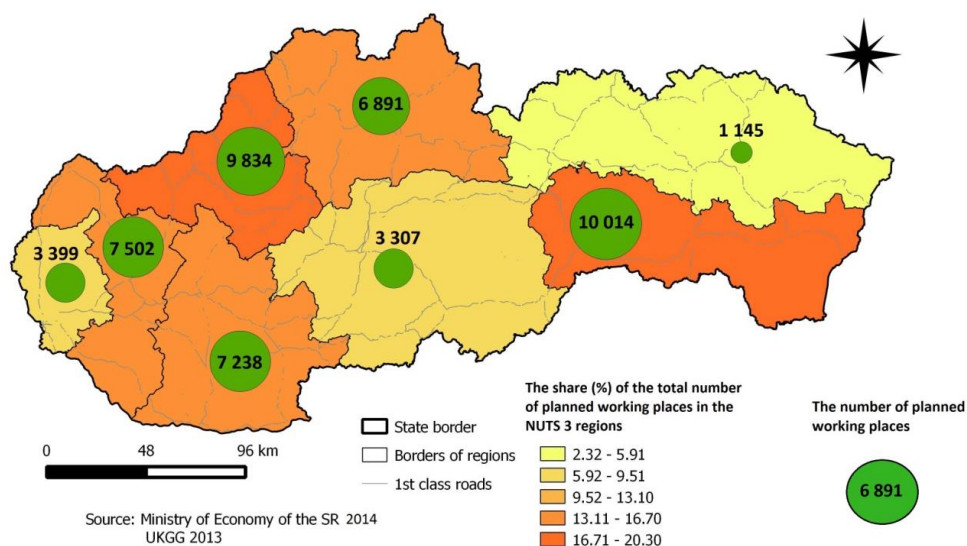 6 891
1 145
9 834
10 014
3 307
7 502
3 399
7 238
The share (%) of the total number
of planned working places in the
NUTS 3 regions
2.32 - 5.91
5.92 - 9.51
9.52 - 13.10
13.11 - 16.70
16.71 - 20.30
The number of planned
working places
6 891
State border
Borders of regions
1st class roads
0 48 96 km
Source: Ministry of Economy of the SR 2014
UKGG 2013